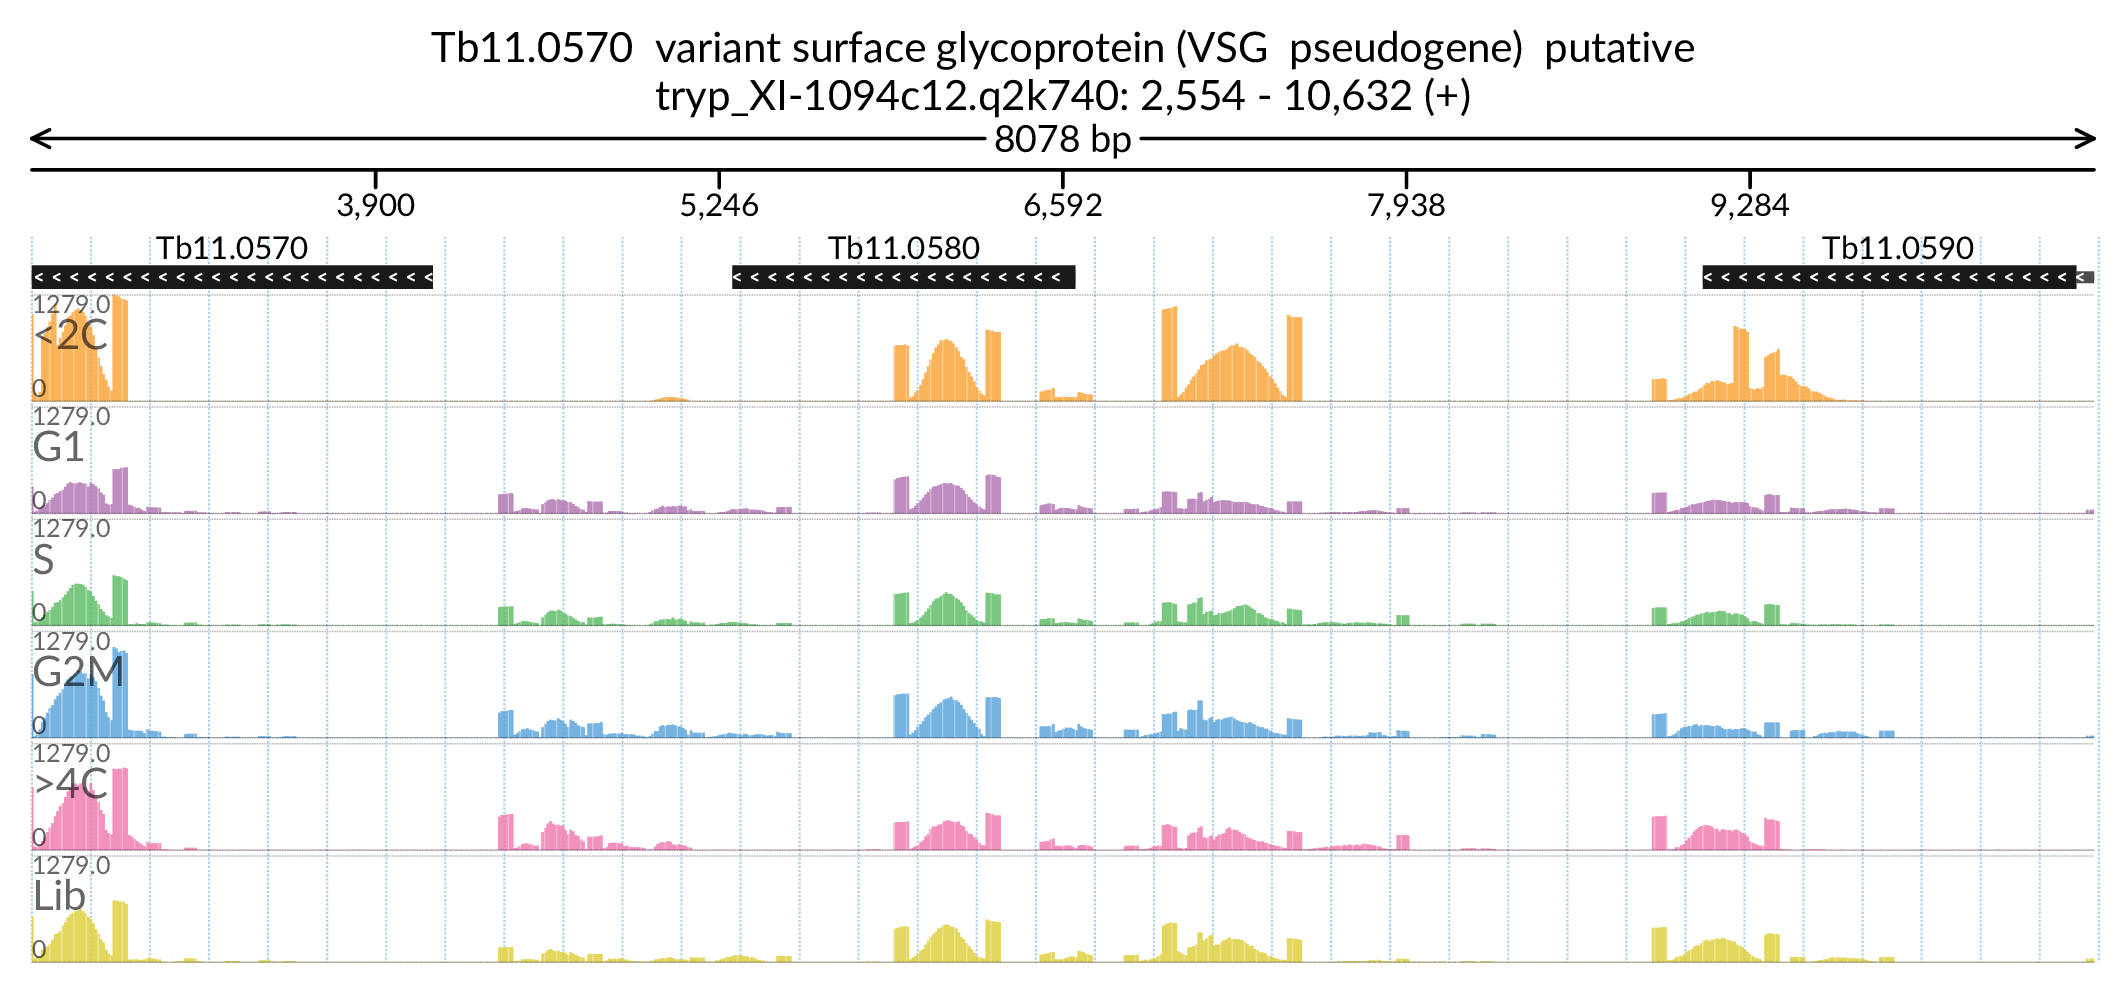 Tb11.0570 variant surface glycoprotein (VSG pseudogene) putative
tryp_XI-1094c12.q2k740: 2,554 - 10,632 (+)
8078 bp
3,900 5,246 6,592 7,938 9,284
Tb11.0570 Tb11.0580 Tb11.0590
1279.0
<2C
0
1279.0
G1
0
1279.0
S
0
1279.0
G2M
0
1279.0
>4C
0
1279.0
Lib
0